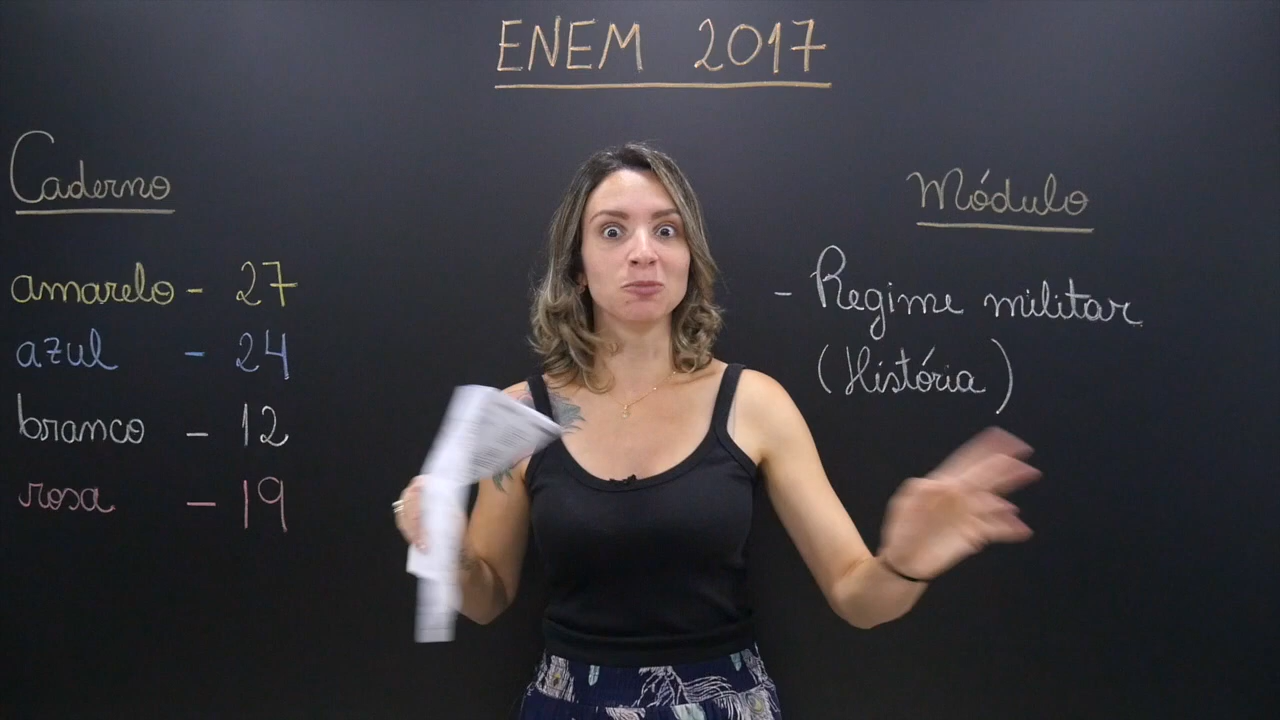 ENEM 2017
Caderno
amarelo - 27
azul - 24
branco - 12
rosa - 19
Módulo
- Regime militar
(História)